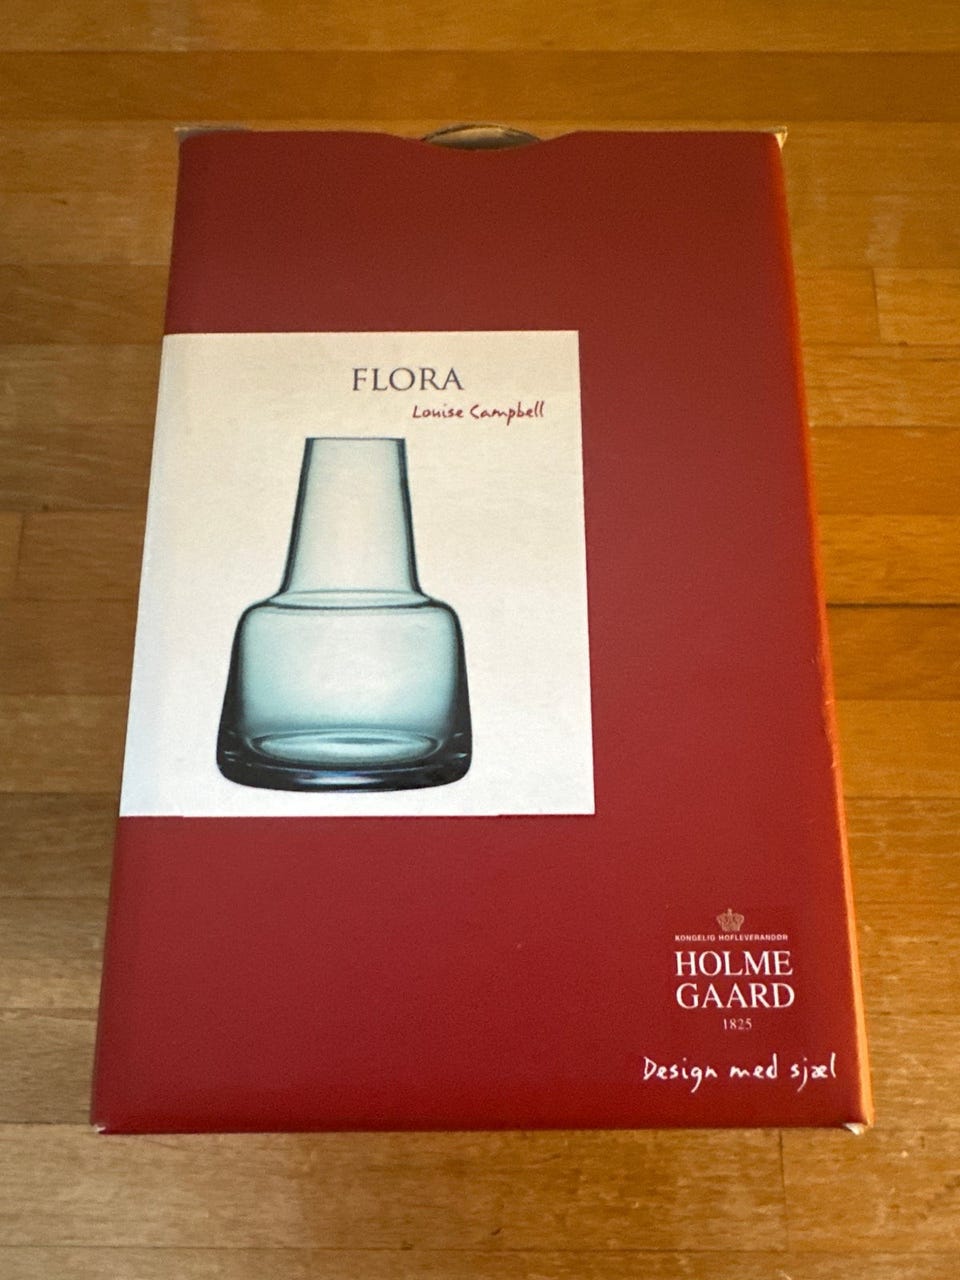 FLORA
Louise Campbell
KONGELIG HOFLEVERANDØR
HOLME
GAARD
1825
Design med sjæl